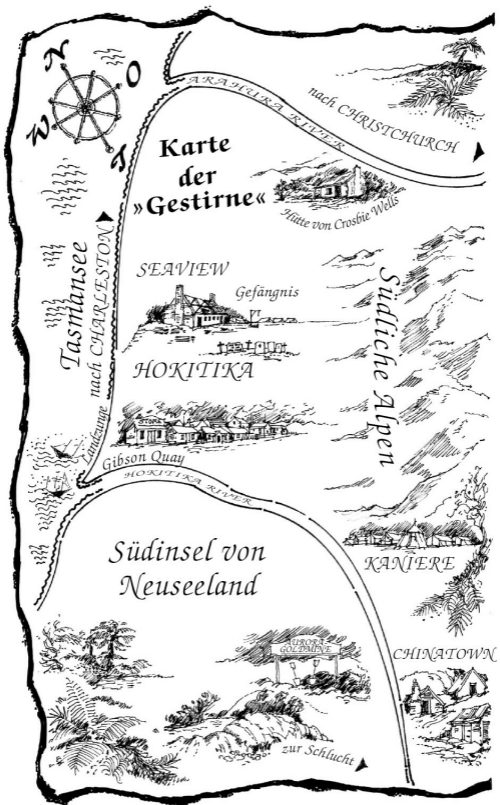 N
O
W
S
ARAHURA RIVER
nach CHRISTCHURCH
Karte
der
»Gestirne«
Hütte von Crosbie Wells
Tasmansee
nach CHARLESTON
SEAVIEW
Gefängnis
Südliche Alpen
HOKITIKA
STORE
Landzunge
Gibson Quay
HOKITIKA RIVER
KANIERE
Südinsel von
Neuseeland
AURORA
GOLDMINE
CHINATOWN
zur Schlucht